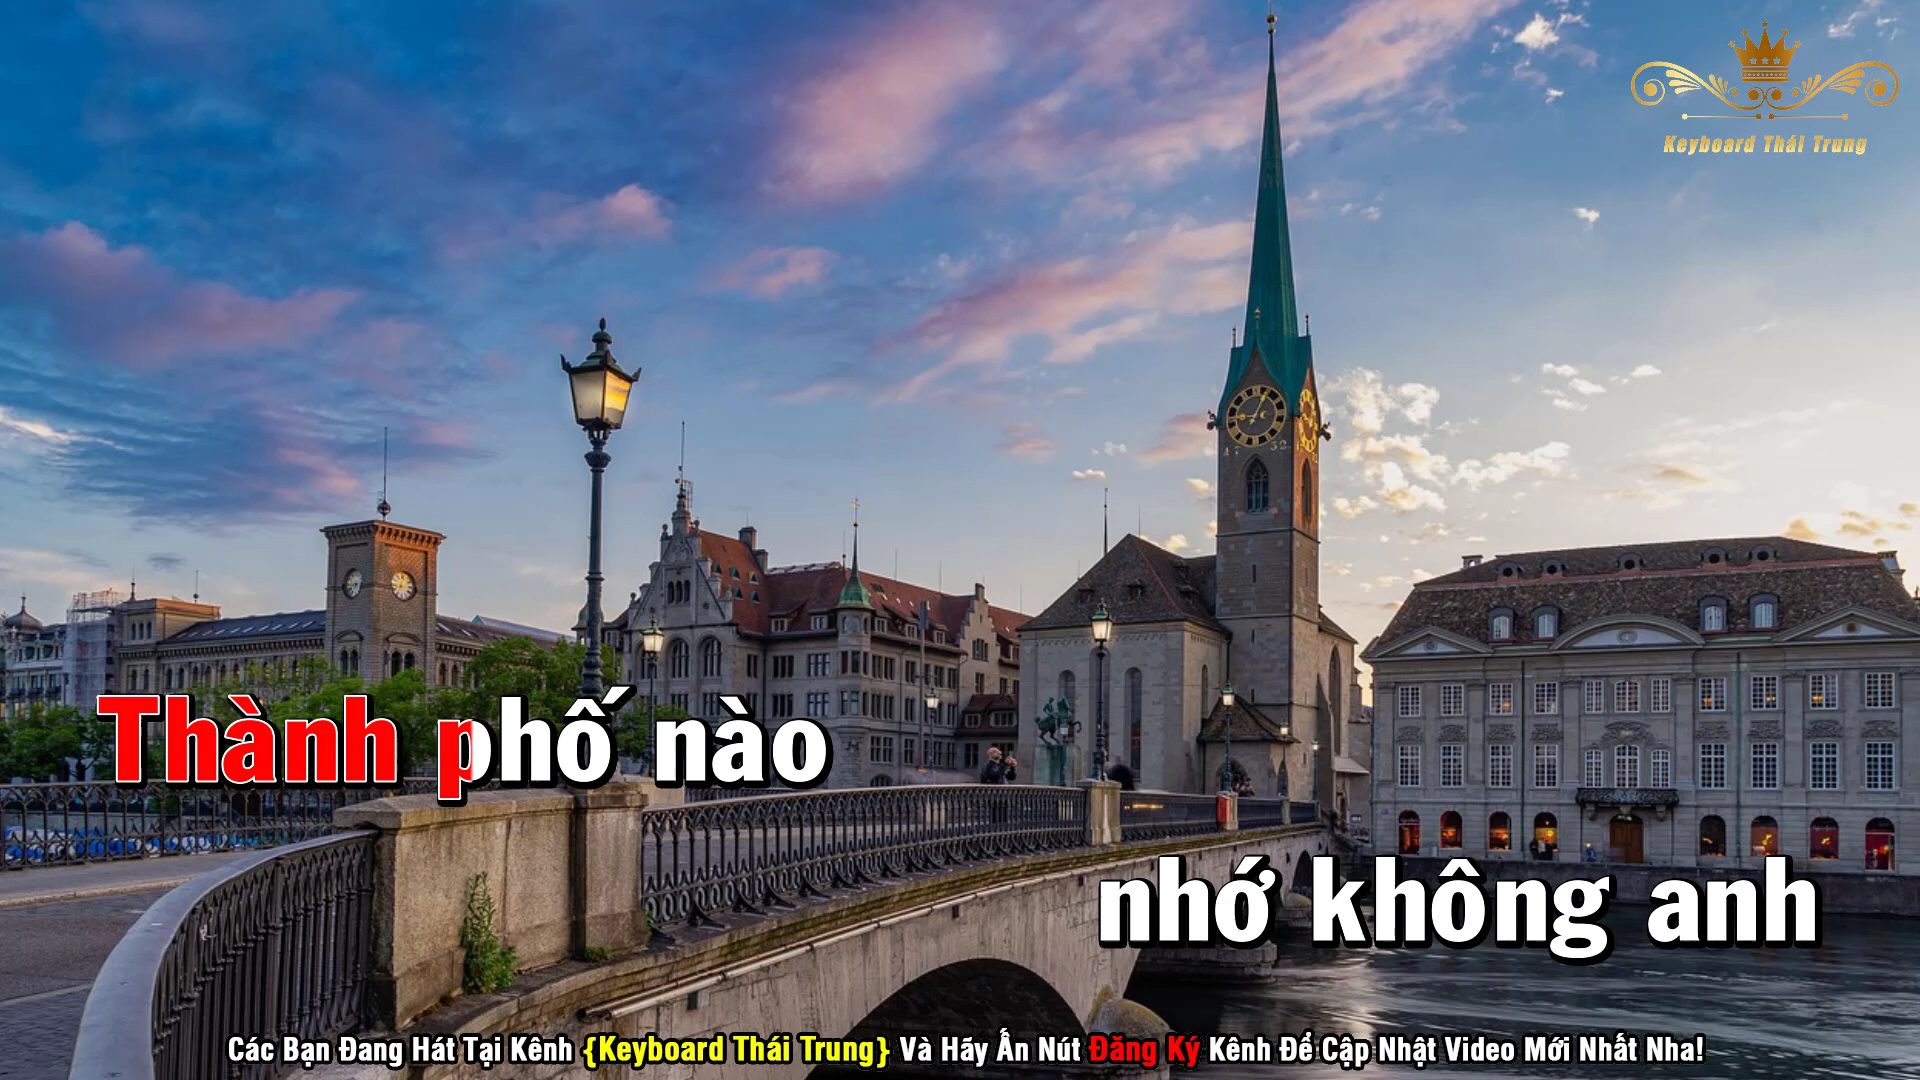 Keyboard Thái Trung
Thành phố nào
nhớ không anh
Các Bạn Đang Hát Tại Kênh {Keyboard Thái Trung} Và Hãy Ấn Nút Đăng Ký Kênh Để Cập Nhật Video Mới Nhất Nha!